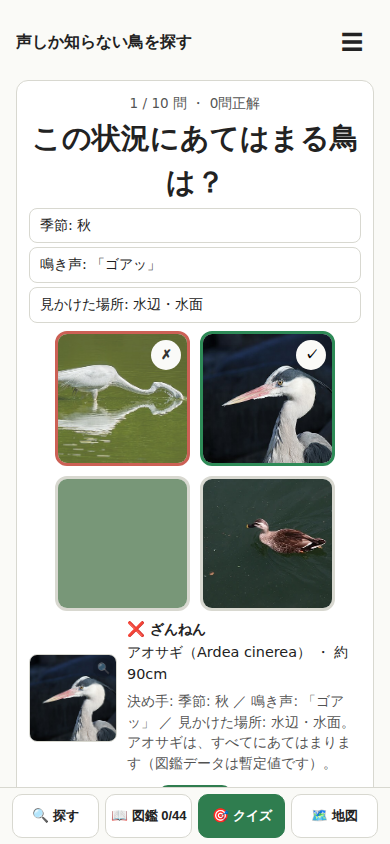 声しか知らない鳥を探す
☰
1 / 10 問 ・ 0問正解
この状況にあてはまる鳥
は？
季節: 秋
鳴き声: 「ゴアッ」
見かけた場所: 水辺・水面
✗ ✓
❌ ざんねん
アオサギ（Ardea cinerea） ・ 約
90cm
決め手: 季節: 秋 ／ 鳴き声: 「ゴア
ッ」 ／ 見かけた場所: 水辺・水面。
アオサギは、すべてにあてはまりま
す（図鑑データは暫定値です）。
🔍 探す 📖 図鑑 0/44 🎯 クイズ 🗺️ 地図